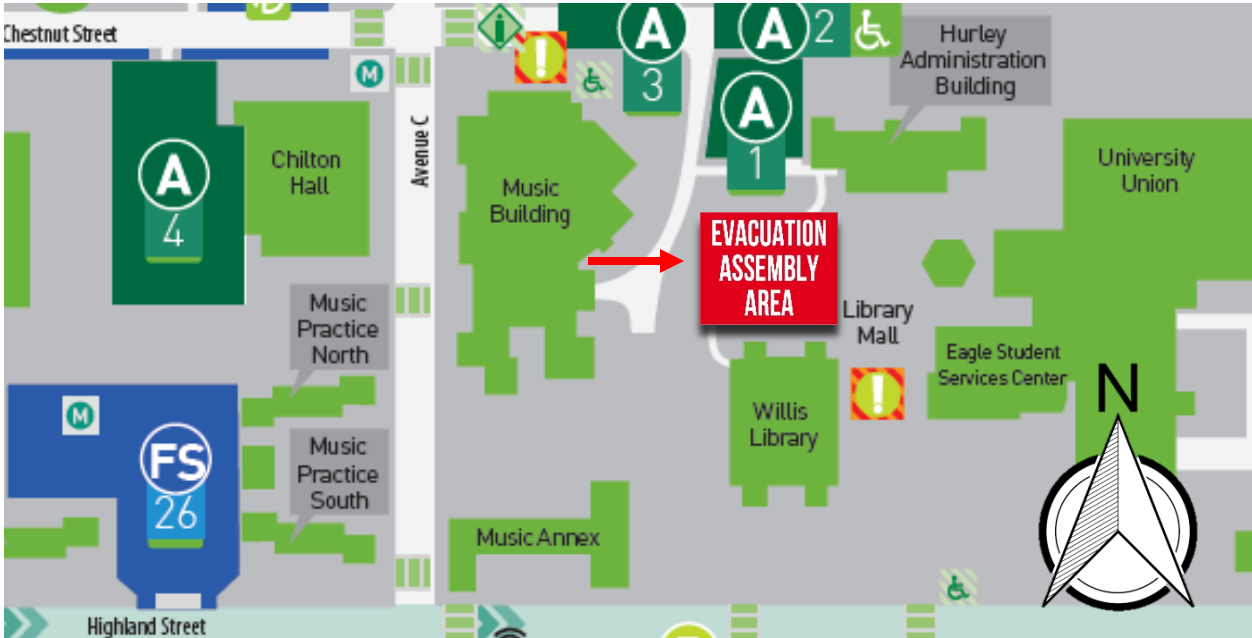 Chestnut Street
M
Avenue C
A
3
A
2
A
1
Hurley
Administration
Building
A
4
Chilton
Hall
Music
Building
University
Union
EVACUATION
ASSEMBLY
AREA
Library
Mall
Music
Practice
North
Eagle Student
Services Center
N
M
FS
26
Music
Practice
South
Willis
Library
Music Annex
Highland Street